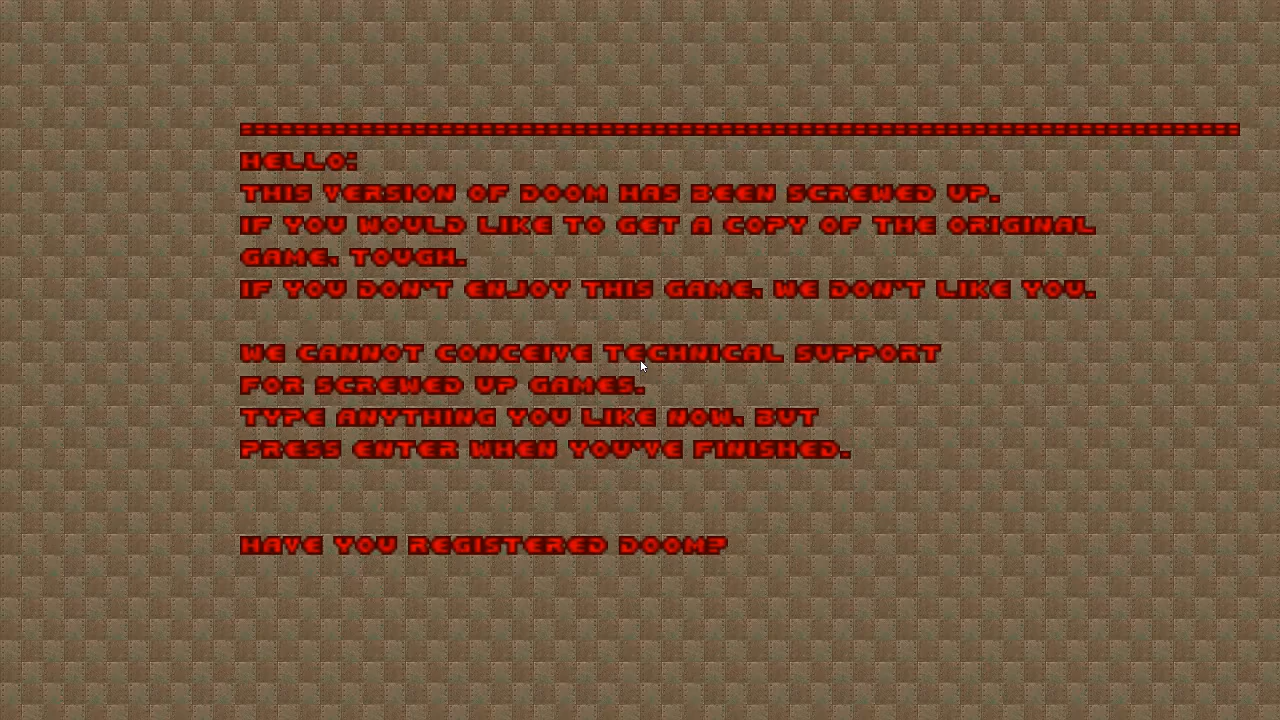 ===========================================================================
HELLO:
THIS VERSION OF DOOM HAS BEEN SCREWED UP.
IF YOU WOULD LIKE TO GET A COPY OF THE ORIGINAL
GAME, TOUGH.
IF YOU DON'T ENJOY THIS GAME, WE DON'T LIKE YOU.
WE CANNOT CONCEIVE TECHNICAL SUPPORT
FOR SCREWED UP GAMES.
TYPE ANYTHING YOU LIKE NOW, BUT
PRESS ENTER WHEN YOU'VE FINISHED.
HAVE YOU REGISTERED DOOM?